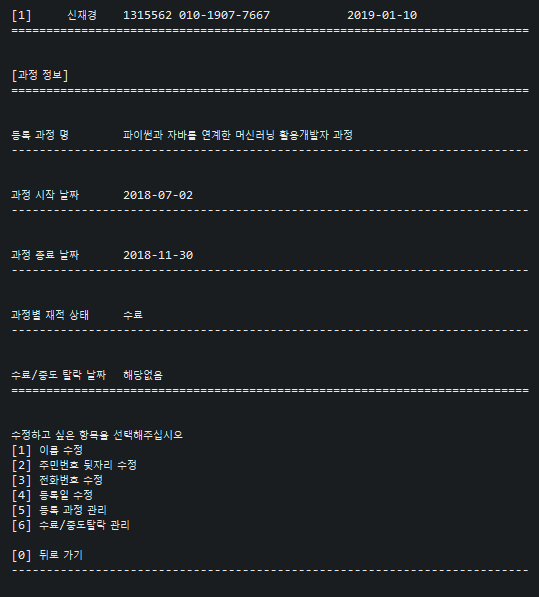 [1] 신재경 1315562 010-1907-7667 2019-01-10
==========================================================================
[과정 정보]
==========================================================================
등록 과정 명 파이썬과 자바를 연계한 머신러닝 활용개발자 과정
--------------------------------------------------------------------------
과정 시작 날짜 2018-07-02
--------------------------------------------------------------------------
과정 종료 날짜 2018-11-30
--------------------------------------------------------------------------
과정별 재적 상태 수료
--------------------------------------------------------------------------
수료/중도 탈락 날짜 해당없음
==========================================================================
수정하고 싶은 항목을 선택해주십시오
[1] 이름 수정
[2] 주민번호 뒷자리 수정
[3] 전화번호 수정
[4] 등록일 수정
[5] 등록 과정 관리
[6] 수료/중도탈락 관리
[0] 뒤로 가기
--------------------------------------------------------------------------